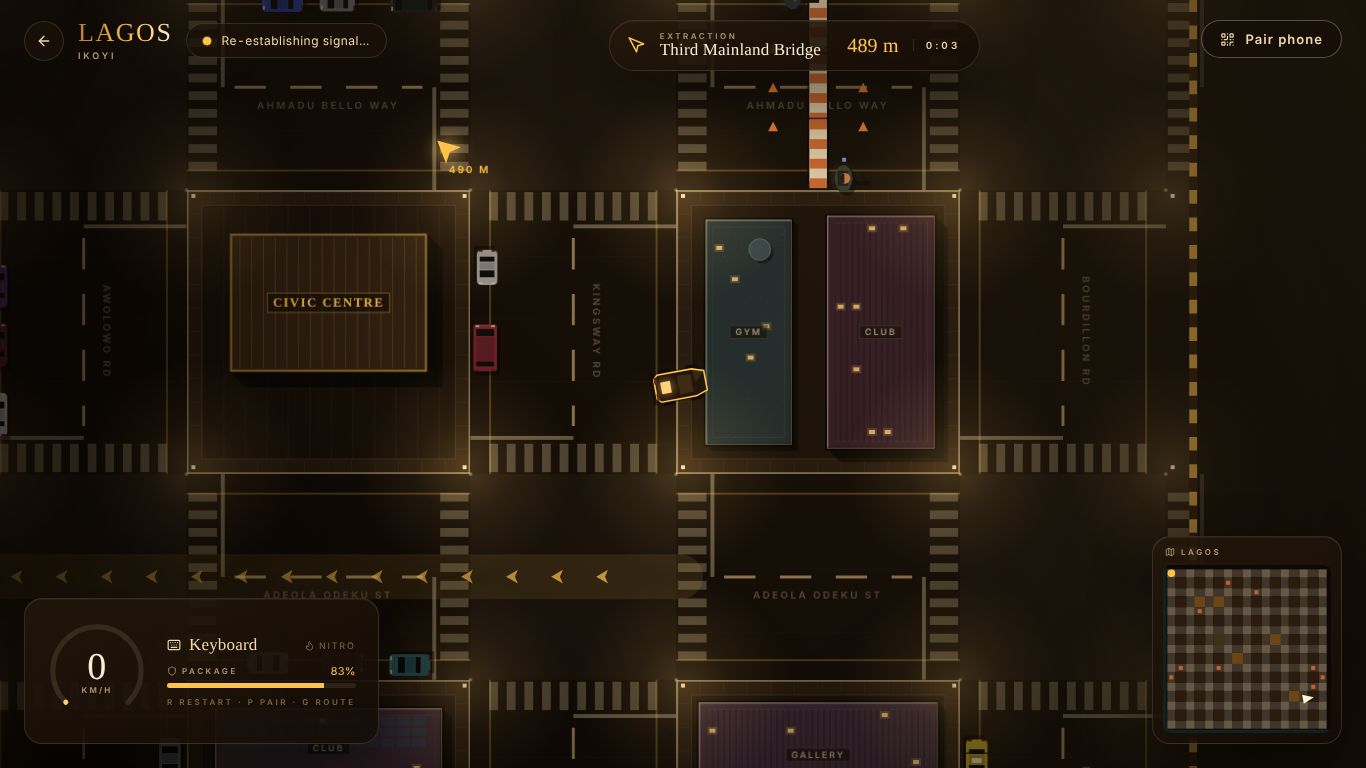 LAGOS
IKOYI
Re-establishing signal...
EXTRACTION
Third Mainland Bridge
489 m
0:03
Pair phone
AHMADU BELLO WAY
AHMADU BELLO WAY
490 M
CIVIC CENTRE
AWOLOWO RD
KINGSWAY RD
GYM
CLUB
BOURDILLON RD
ADEOLA ODEKU ST
ADEOLA ODEKU ST
0
KM/H
Keyboard
NITRO
PACKAGE
83%
R RESTART · P PAIR · G ROUTE
CLUB
GALLERY
LAGOS